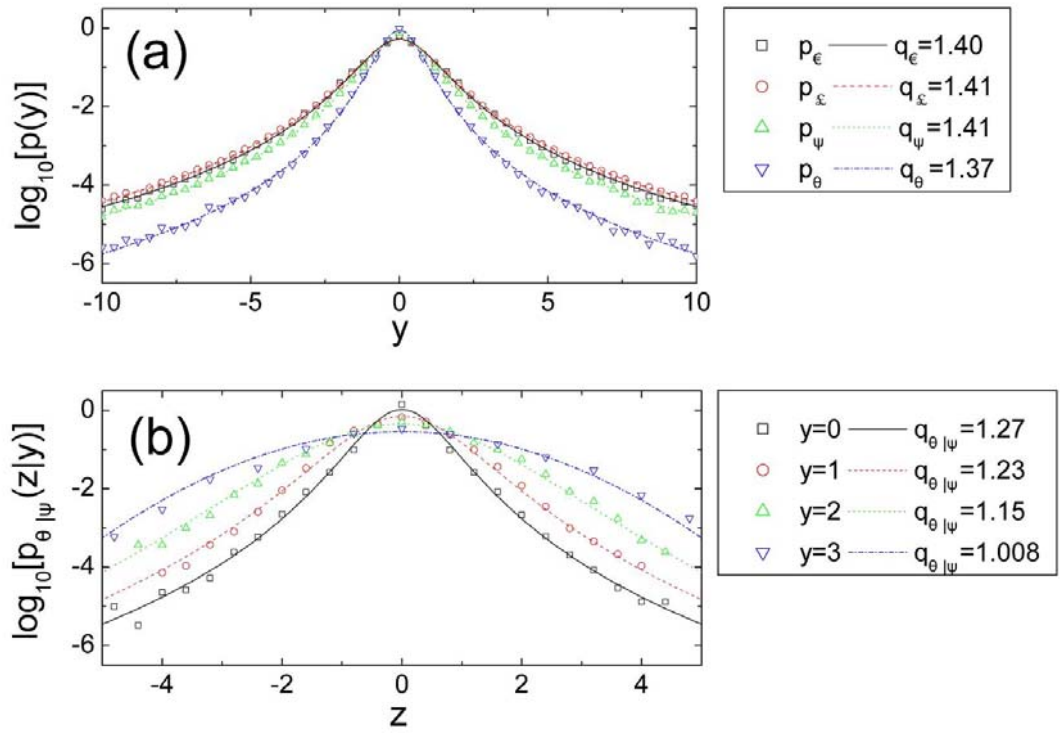 (a)
log₁₀[p(y)]
0
-2
-4
-6
-10 -5 0 5 10
y
p€ q€=1.40
p£ q£=1.41
pψ qψ=1.41
pθ qθ=1.37
(b)
log₁₀[pθ|ψ(z|y)]
0
-2
-4
-6
-4 -2 0 2 4
z
y=0 qθ|ψ=1.27
y=1 qθ|ψ=1.23
y=2 qθ|ψ=1.15
y=3 qθ|ψ=1.008